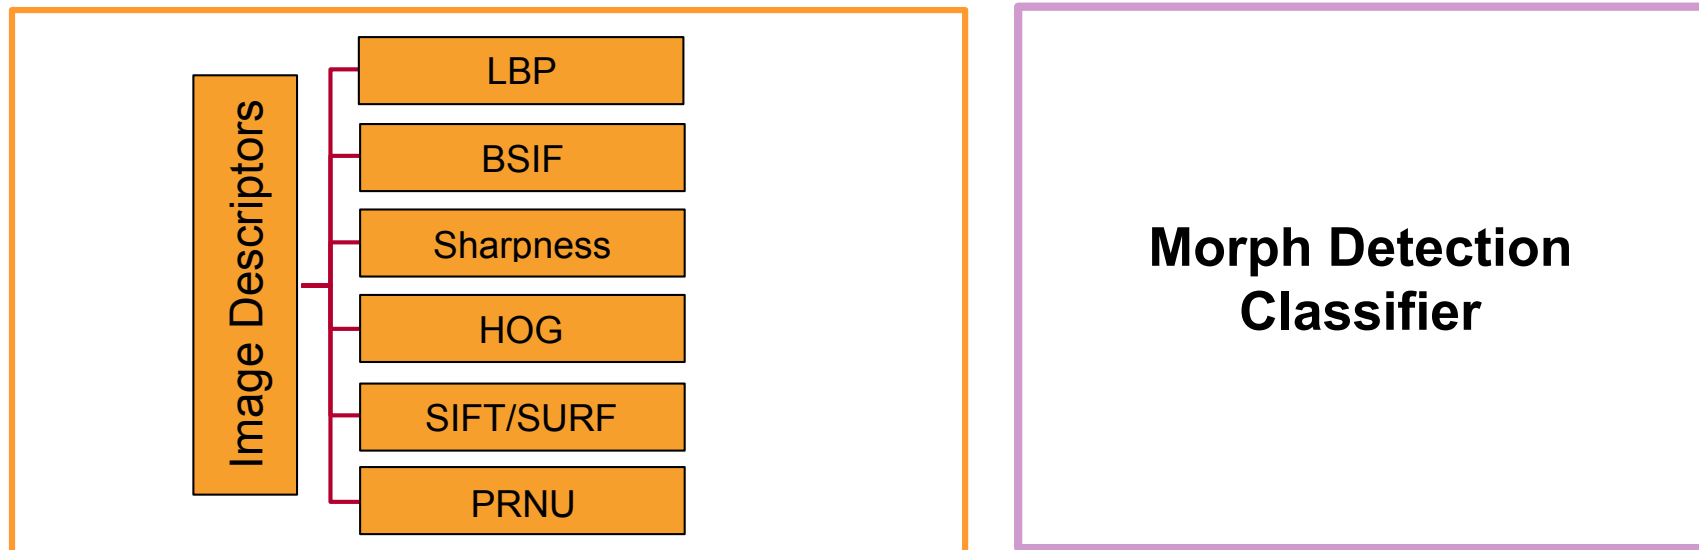 Image Descriptors
LBP
BSIF
Sharpness
HOG
SIFT/SURF
PRNU
Morph Detection
Classifier